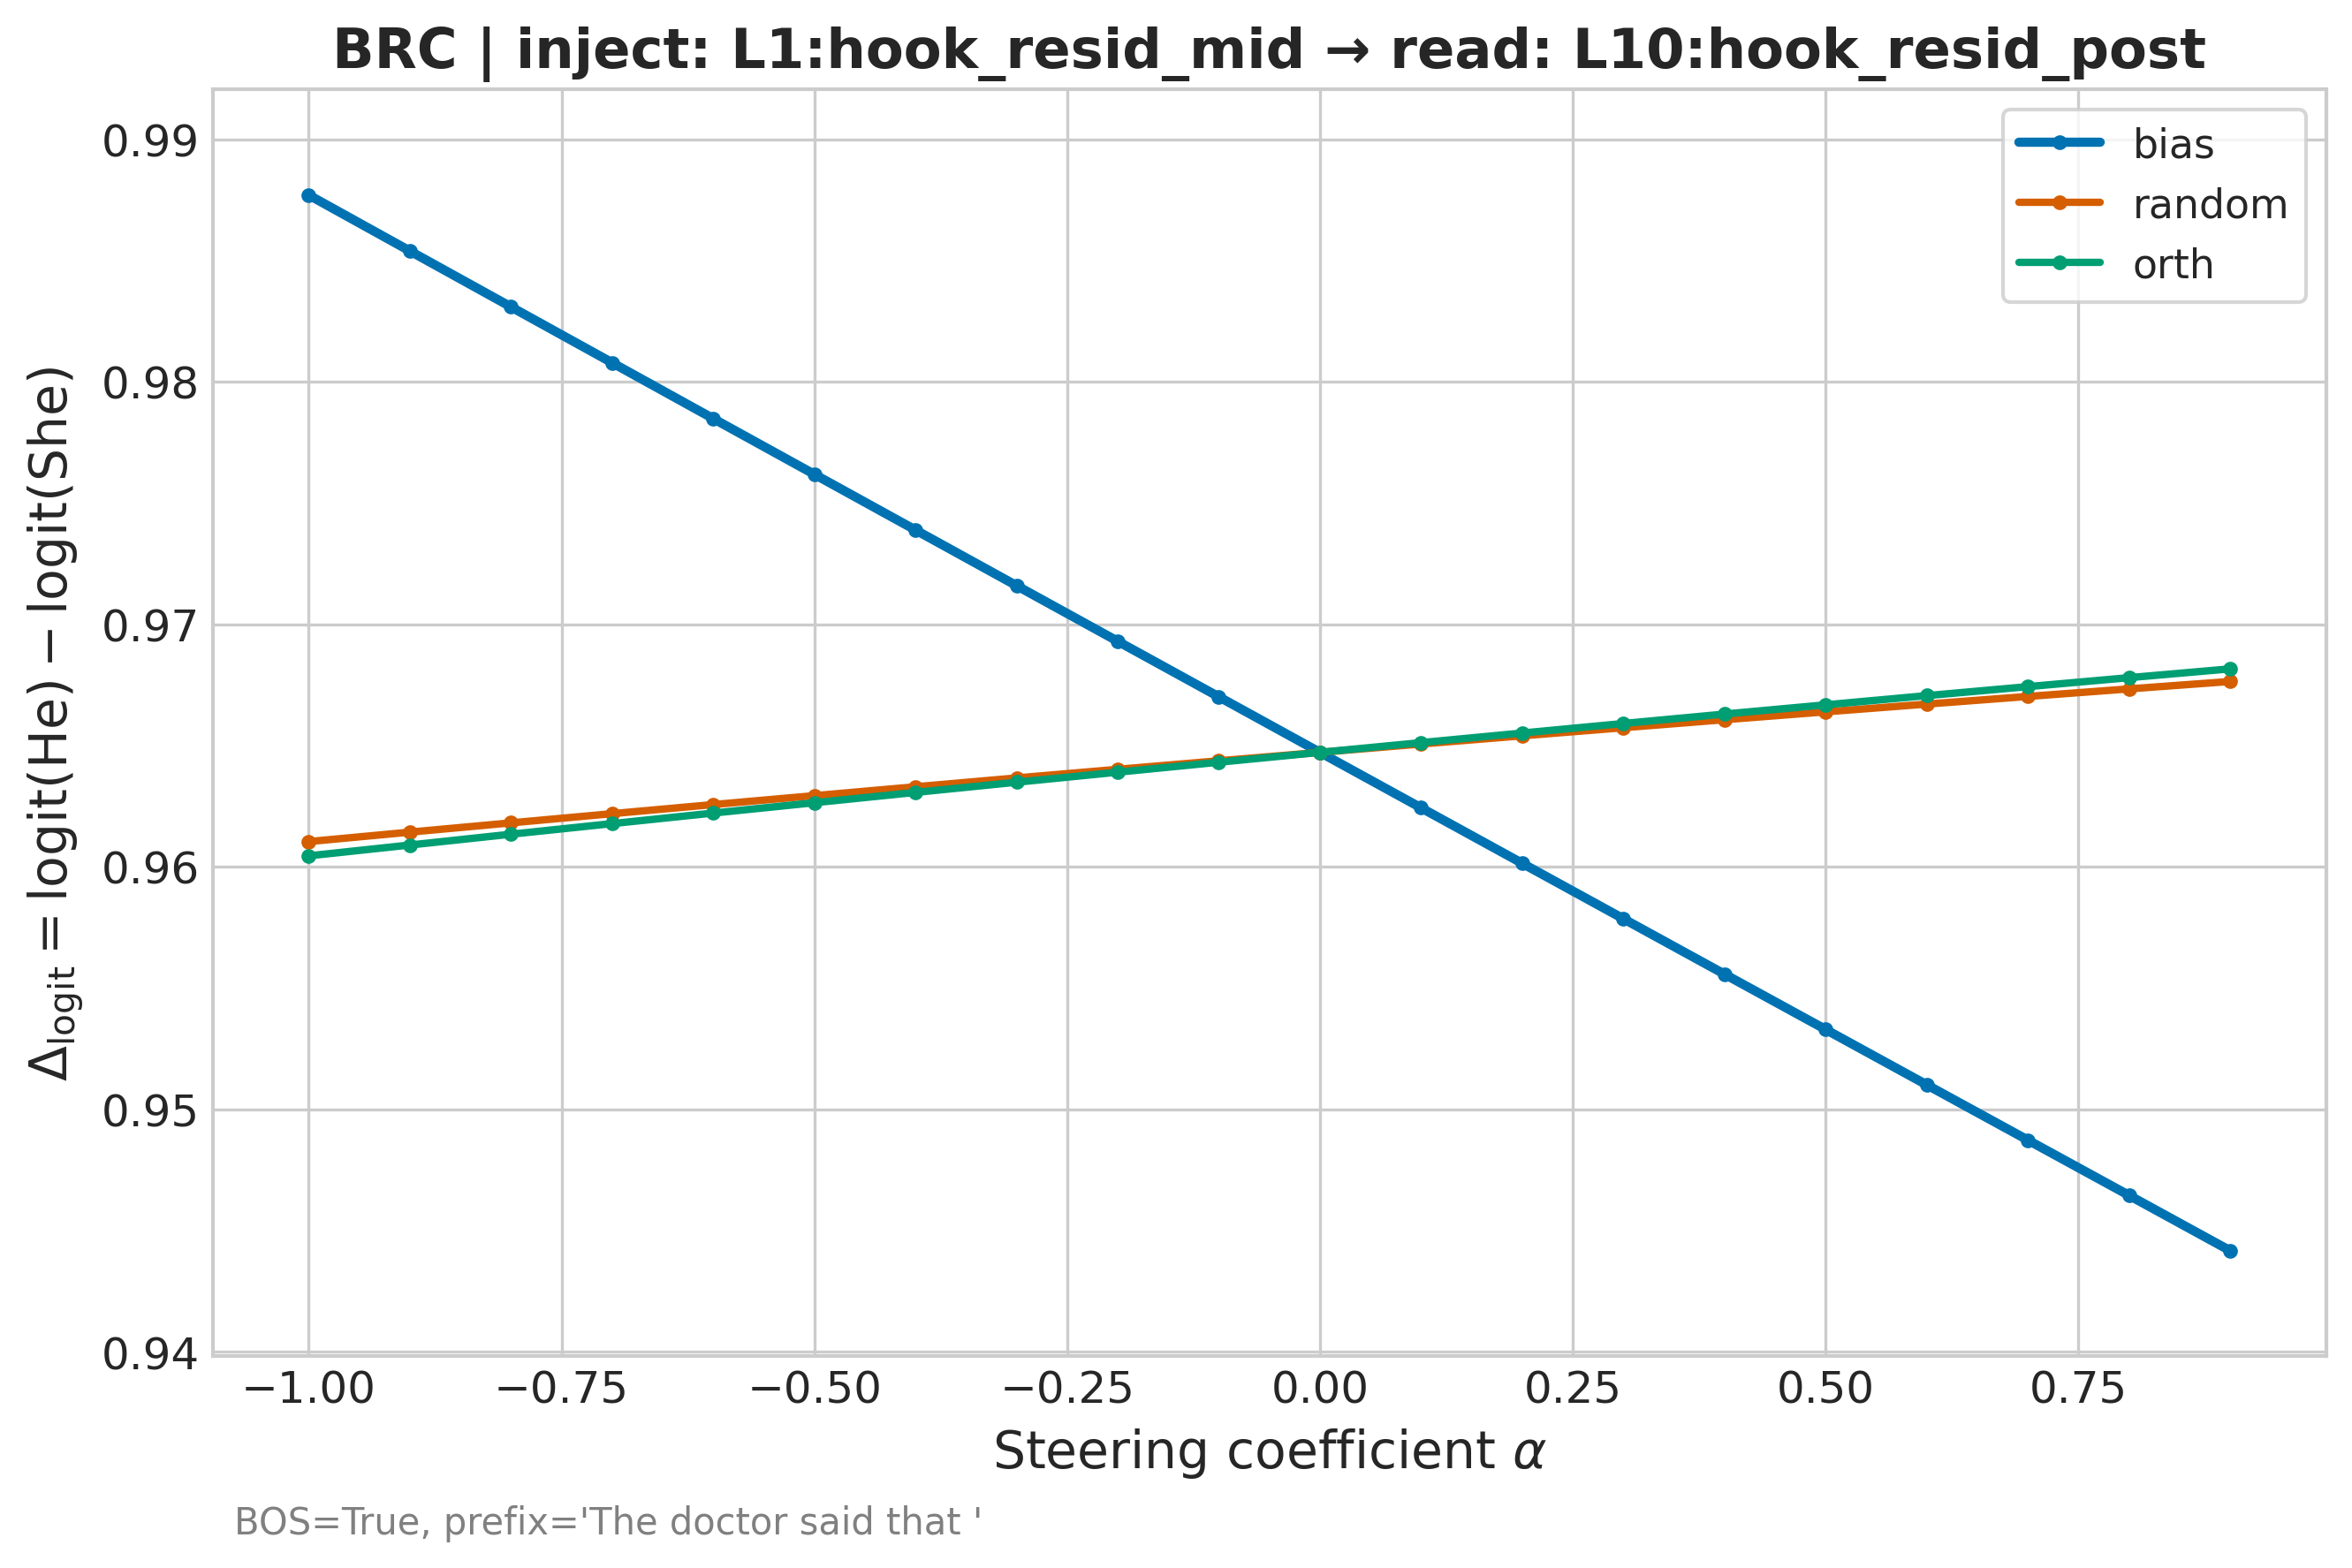 BRC | inject: L1:hook_resid_mid → read: L10:hook_resid_post
bias
random
orth
Δlogit = logit(He) − logit(She)
0.99
0.98
0.97
0.96
0.95
0.94
−1.00 −0.75 −0.50 −0.25 0.00 0.25 0.50 0.75
Steering coefficient α
BOS=True, prefix='The doctor said that '